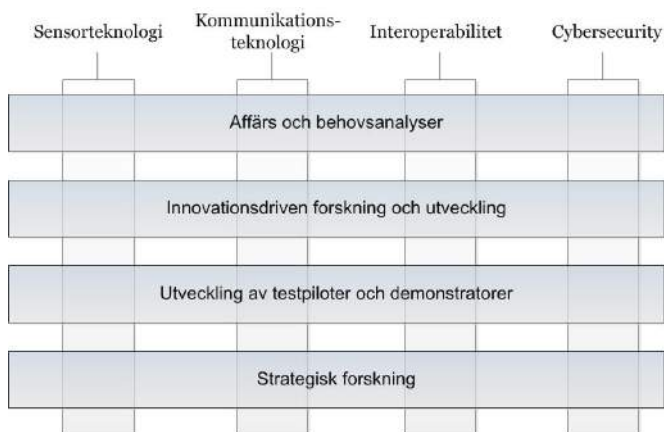 Sensorteknologi
Kommunikations-
teknologi
Interoperabilitet
Cybersecurity
Affärs och behovsanalyser
Innovationsdriven forskning och utveckling
Utveckling av testpiloter och demonstratorer
Strategisk forskning